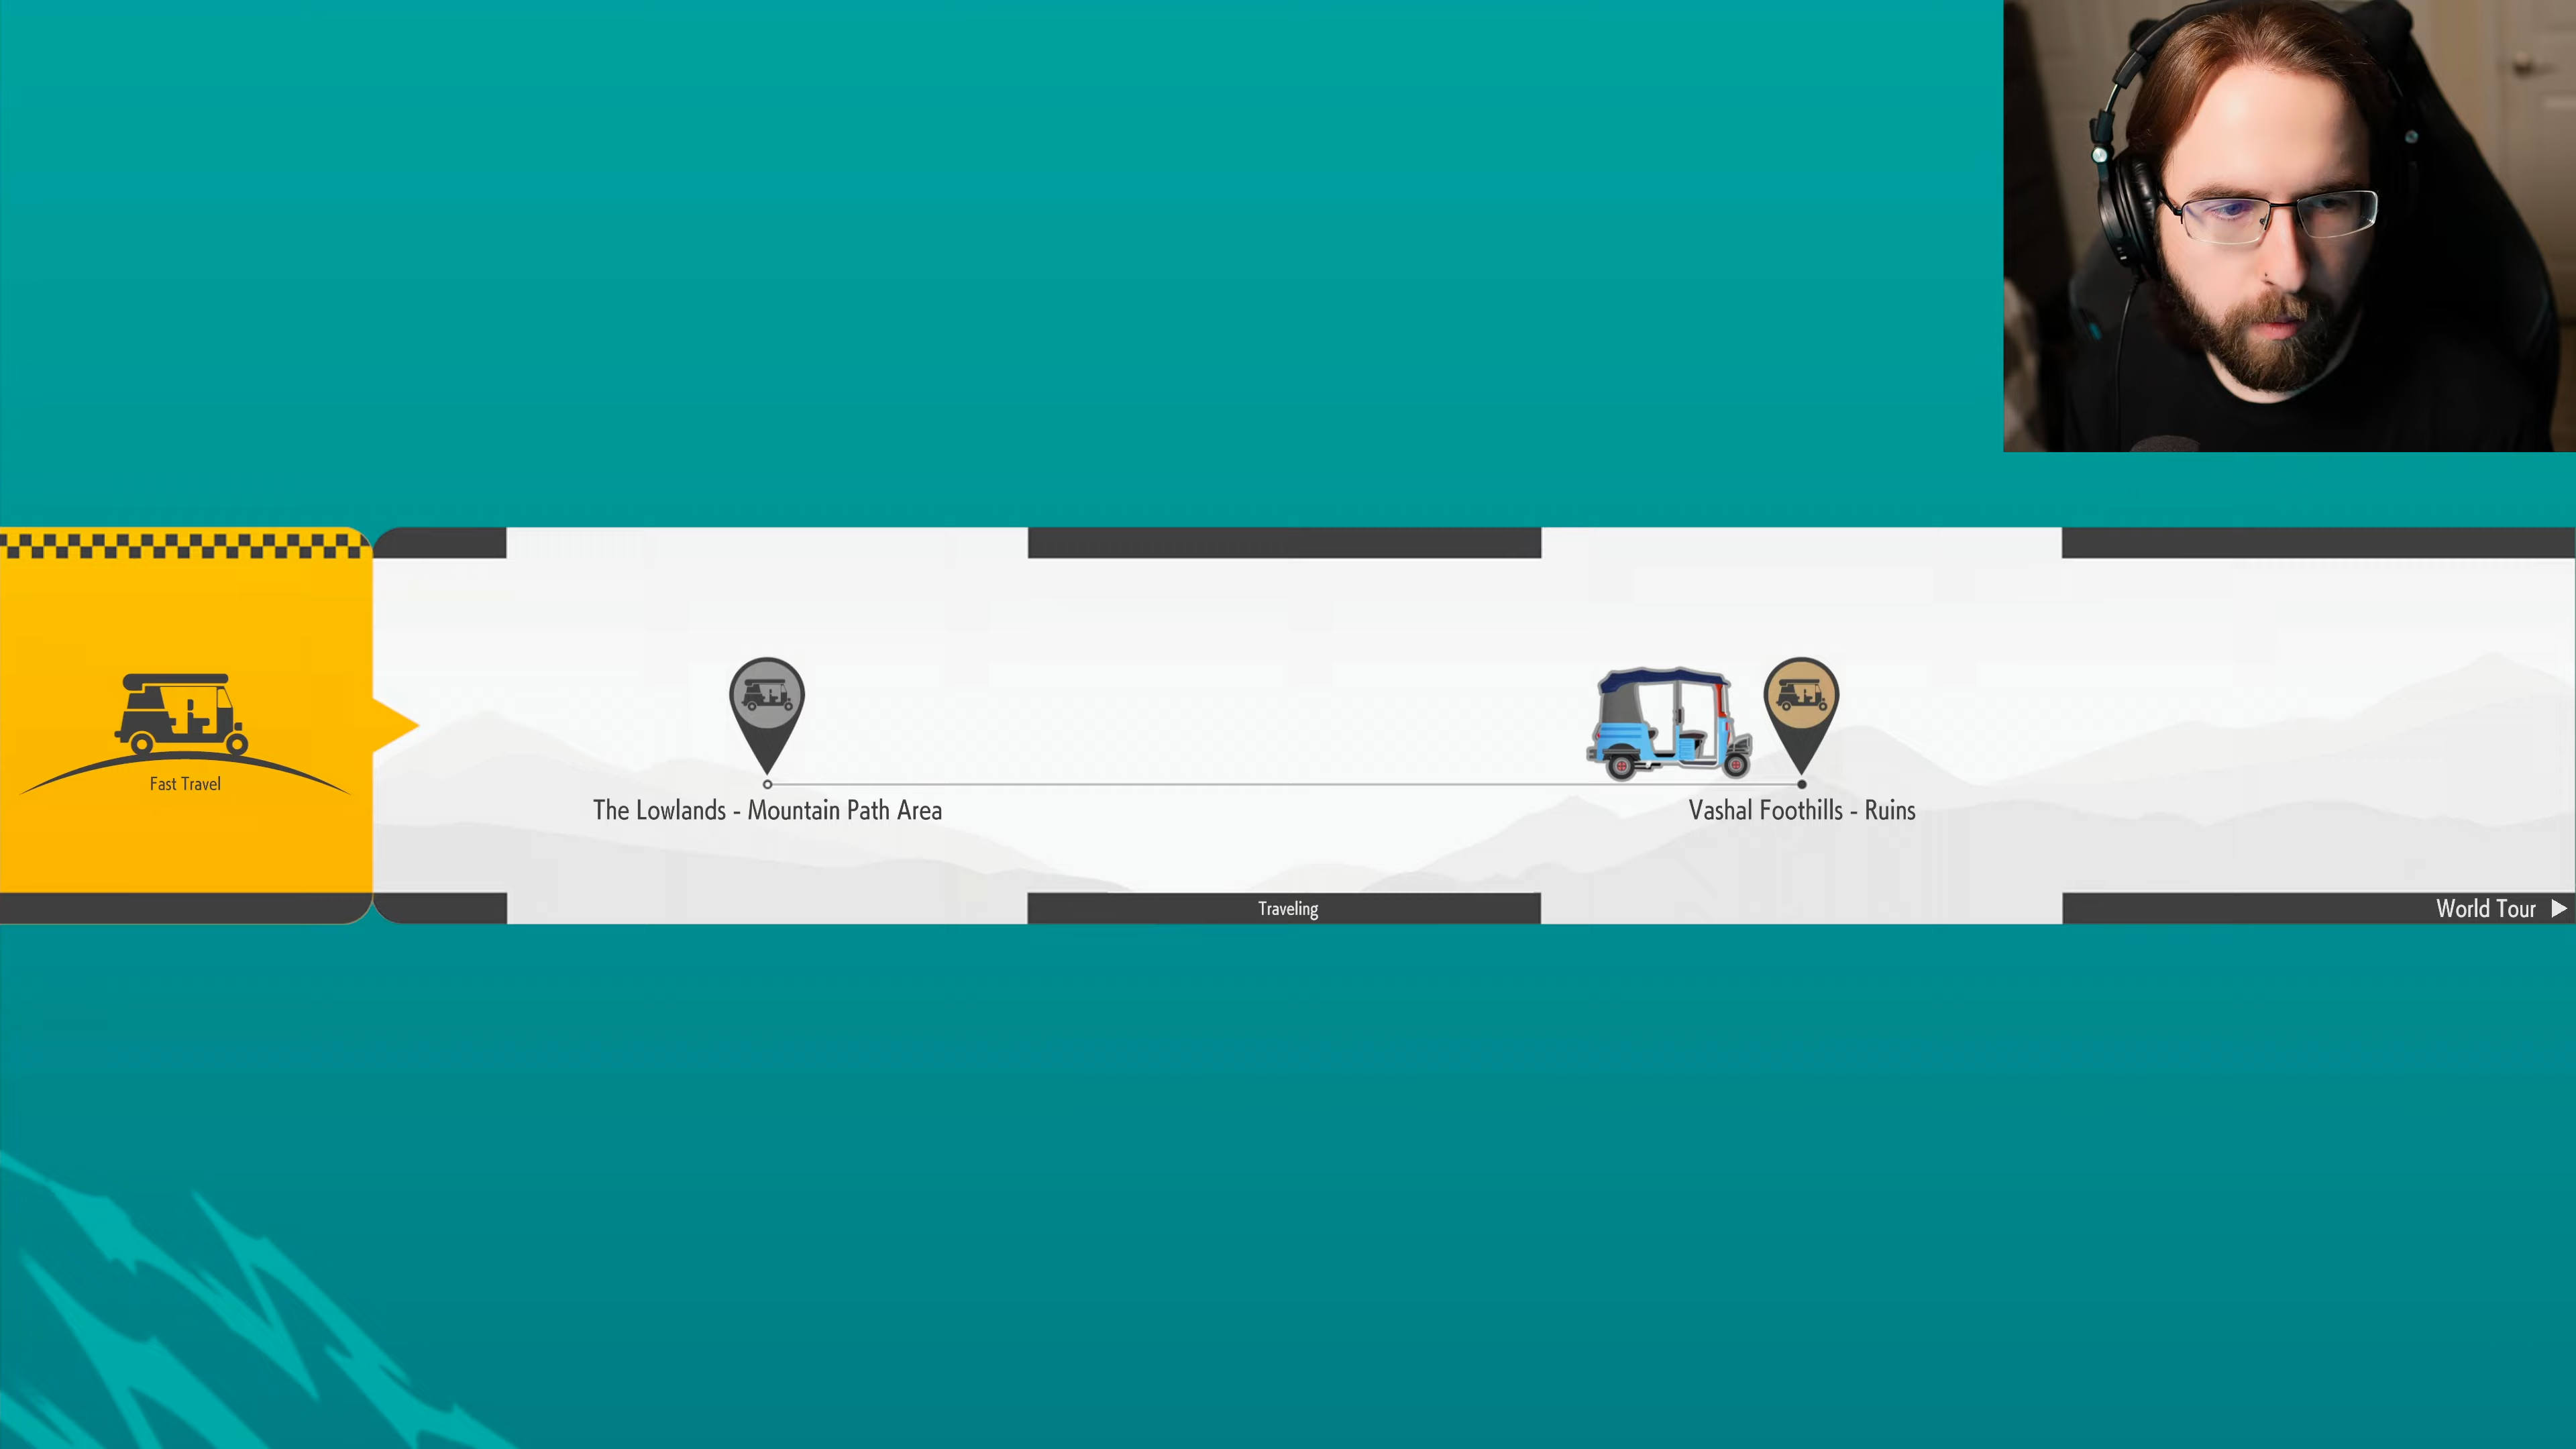 Fast Travel
The Lowlands - Mountain Path Area
Vashal Foothills - Ruins
Traveling
World Tour